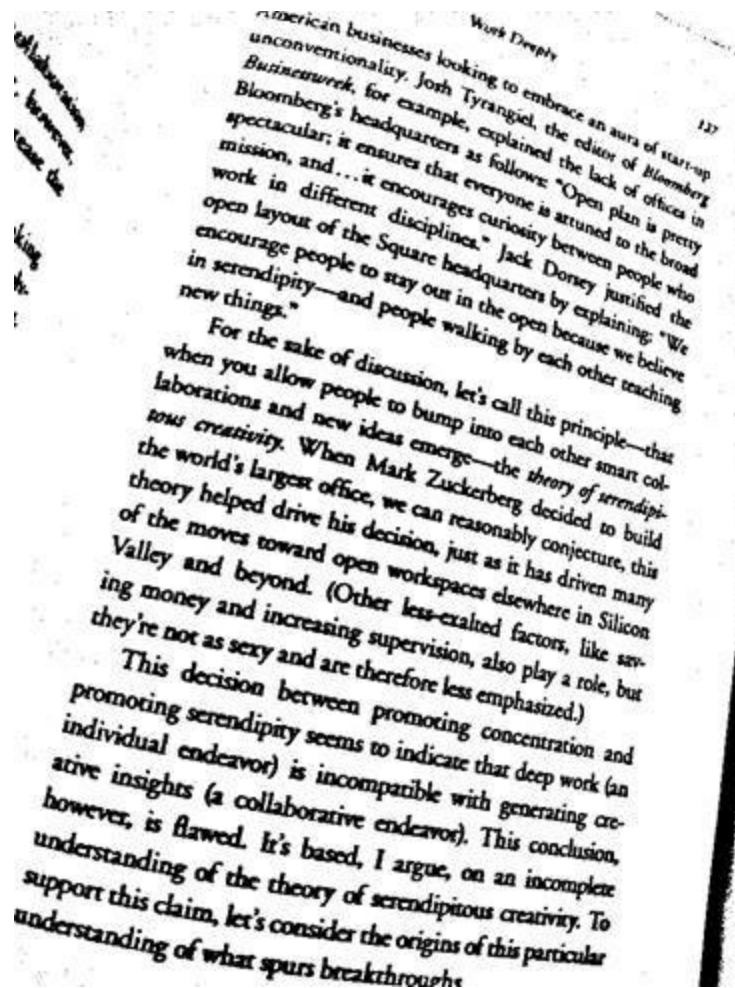 Work Deeply
137
American businesses looking to embrace an aura of start-up
unconventionality. Josh Tyrangiel, the editor of Bloomberg
Businessweek, for example, explained the lack of offices in
Bloomberg's headquarters as follows: "Open plan is pretty
spectacular; it ensures that everyone is attuned to the broad
mission, and . . . it encourages curiosity between people who
work in different disciplines." Jack Dorsey justified the
open layout of the Square headquarters by explaining: "We
encourage people to stay out in the open because we believe
in serendipity—and people walking by each other teaching
new things."
For the sake of discussion, let's call this principle—that
when you allow people to bump into each other smart col-
laborations and new ideas emerge—the theory of serendipi-
tous creativity. When Mark Zuckerberg decided to build
the world's largest office, we can reasonably conjecture, this
theory helped drive his decision, just as it has driven many
of the moves toward open workspaces elsewhere in Silicon
Valley and beyond. (Other less-exalted factors, like sav-
ing money and increasing supervision, also play a role, but
they're not as sexy and are therefore less emphasized.)
This decision between promoting concentration and
promoting serendipity seems to indicate that deep work (an
individual endeavor) is incompatible with generating cre-
ative insights (a collaborative endeavor). This conclusion,
however, is flawed. It's based, I argue, on an incomplete
understanding of the theory of serendipitous creativity. To
support this claim, let's consider the origins of this particular
understanding of what spurs breakthroughs.